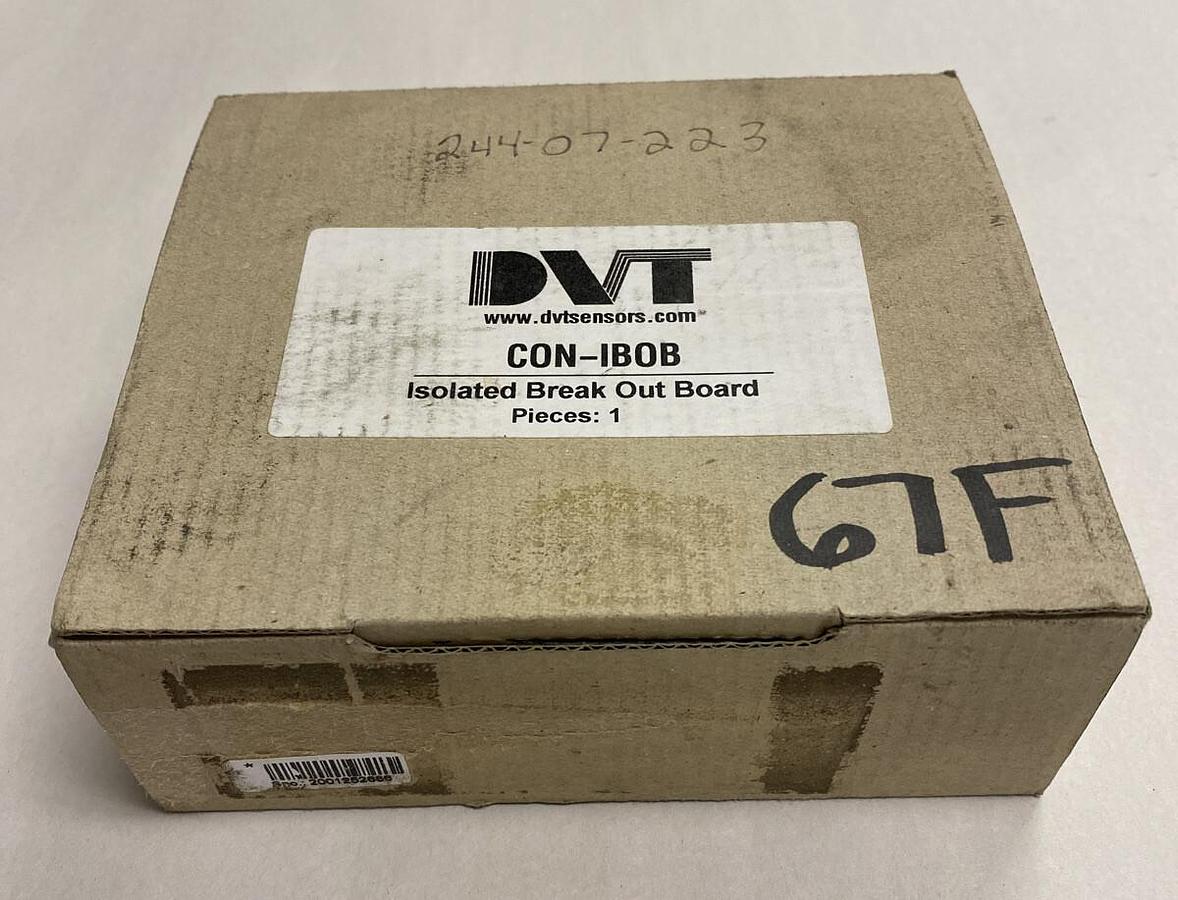 244-07-223
DVT
www.dvtsensors.com
CON-IBOB
Isolated Break Out Board
Pieces: 1
67F
*